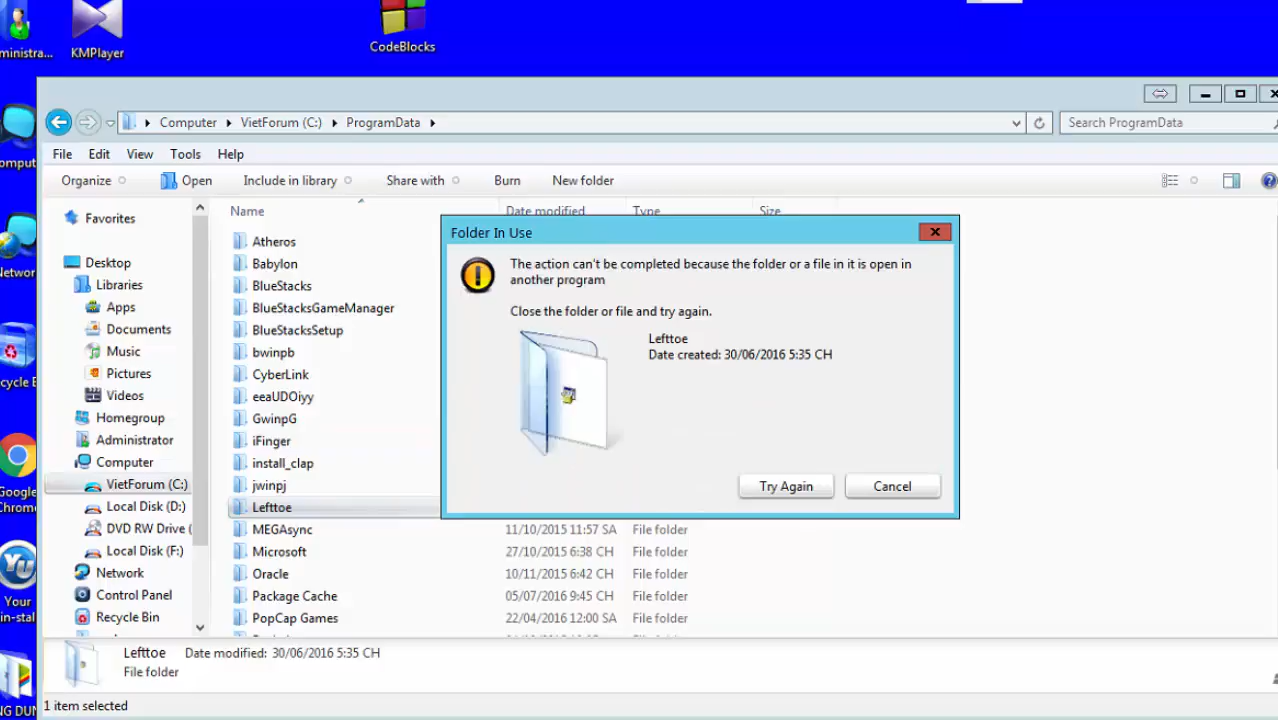 ministra...
KMPlayer
CodeBlocks
Computer
VietForum (C:)
ProgramData
Search ProgramData
File Edit View Tools Help
Organize
Open
Include in library
Share with
Burn
New folder
Name
Date modified
Type
Size
Favorites
Desktop
Libraries
Apps
Documents
Music
Pictures
Videos
Homegroup
Administrator
Computer
VietForum (C:)
Local Disk (D:)
DVD RW Drive (
Local Disk (F:)
Network
Control Panel
Recycle Bin
Atheros
Babylon
BlueStacks
BlueStacksGameManager
BlueStacksSetup
bwinpb
CyberLink
eeaUDOiyy
GwinpG
iFinger
install_clap
jwinpj
Lefttoe
MEGAsync 11/10/2015 11:57 SA File folder
Microsoft 27/10/2015 6:38 CH File folder
Oracle 10/11/2015 6:42 CH File folder
Package Cache 05/07/2016 9:45 CH File folder
PopCap Games 22/04/2016 12:00 SA File folder
Folder In Use
The action can't be completed because the folder or a file in it is open in
another program
Close the folder or file and try again.
Lefttoe
Date created: 30/06/2016 5:35 CH
Try Again
Cancel
Lefttoe Date modified: 30/06/2016 5:35 CH
File folder
1 item selected
omput
Networ
ecycle B
Google
Chrom
Your
in-stal
NG DUN